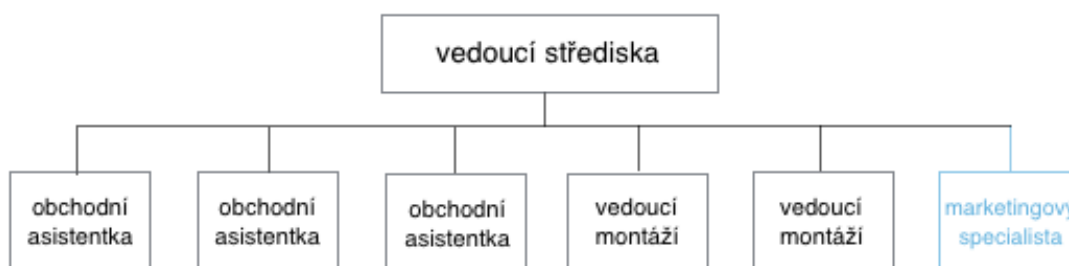 vedoucí střediska
obchodní
asistentka
obchodní
asistentka
obchodní
asistentka
vedoucí
montáží
vedoucí
montáží
marketingový
specialista